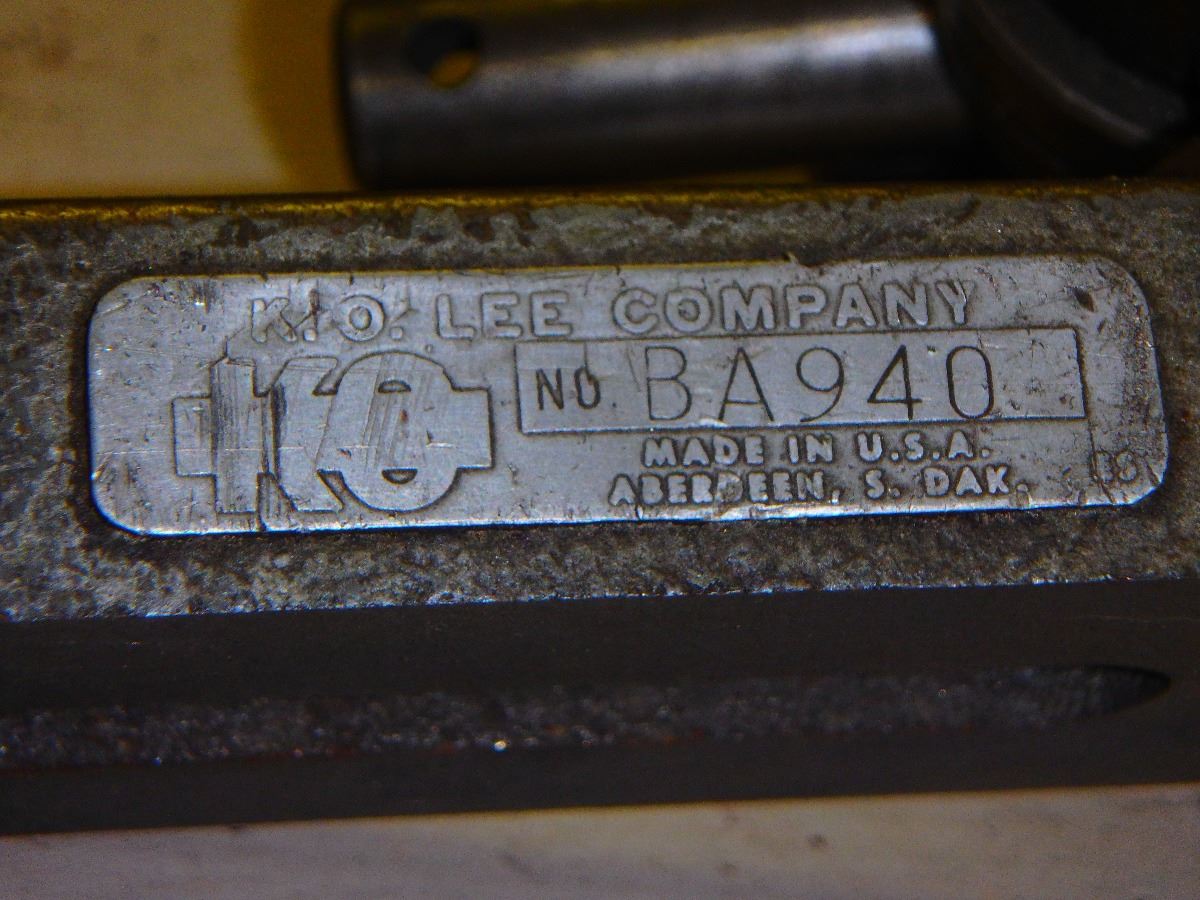 K.O. LEE COMPANY
KO
NO. BA940
MADE IN U.S.A.
ABERDEEN, S. DAK.